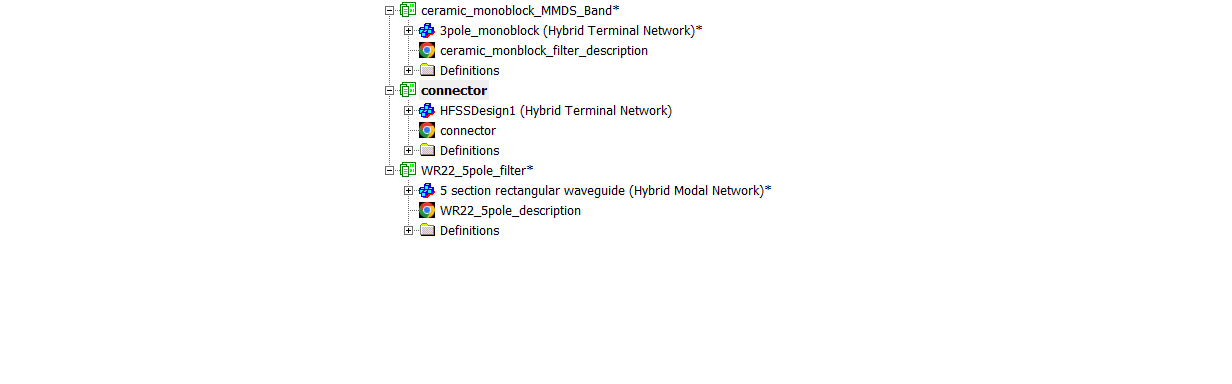 ceramic_monoblock_MMDS_Band*
3pole_monoblock (Hybrid Terminal Network)*
ceramic_monblock_filter_description
Definitions
connector
HFSSDesign1 (Hybrid Terminal Network)
connector
Definitions
WR22_5pole_filter*
5 section rectangular waveguide (Hybrid Modal Network)*
WR22_5pole_description
Definitions